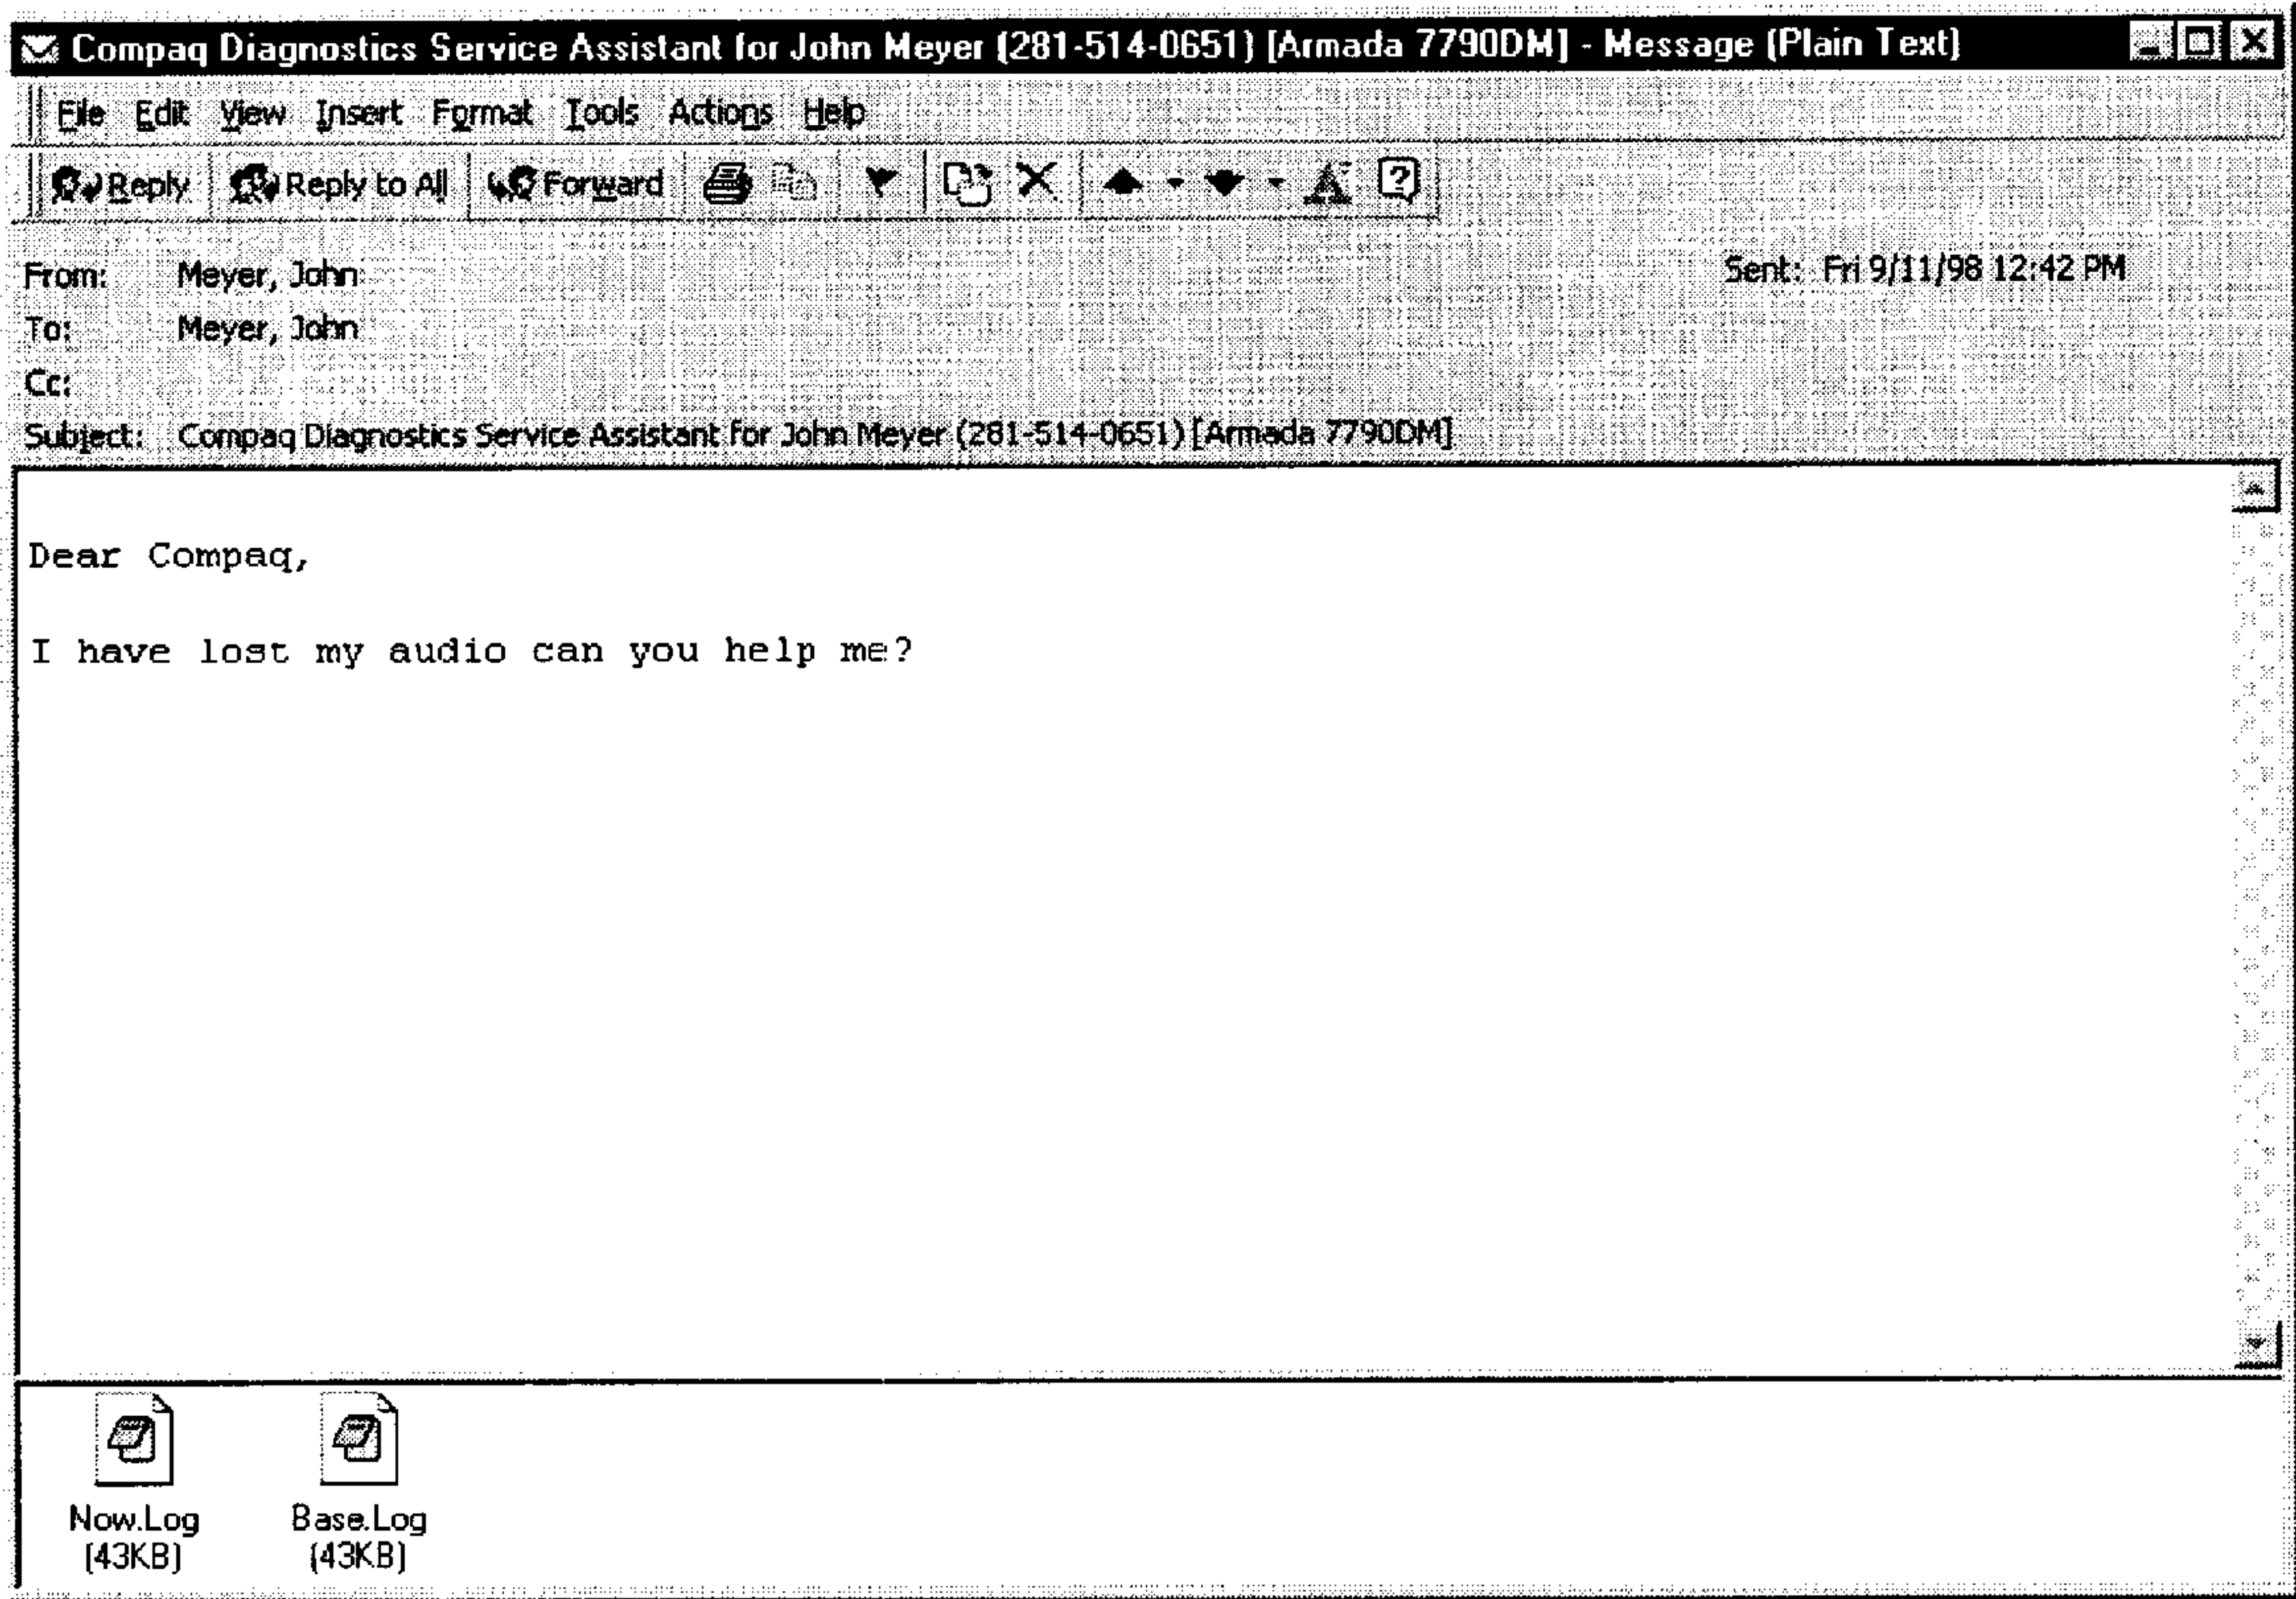 Compaq Diagnostics Service Assistant for John Meyer (281-514-0651) [Armada 7790DM] - Message (Plain Text)
File Edit View Insert Format Tools Actions Help
Reply Reply to All Forward
From: Meyer, John Sent: Fri 9/11/98 12:42 PM
To: Meyer, John
Cc:
Subject: Compaq Diagnostics Service Assistant for John Meyer (281-514-0651) [Armada 7790DM]
Dear Compaq,
I have lost my audio can you help me?
Now.Log Base.Log
(43KB) (43KB)